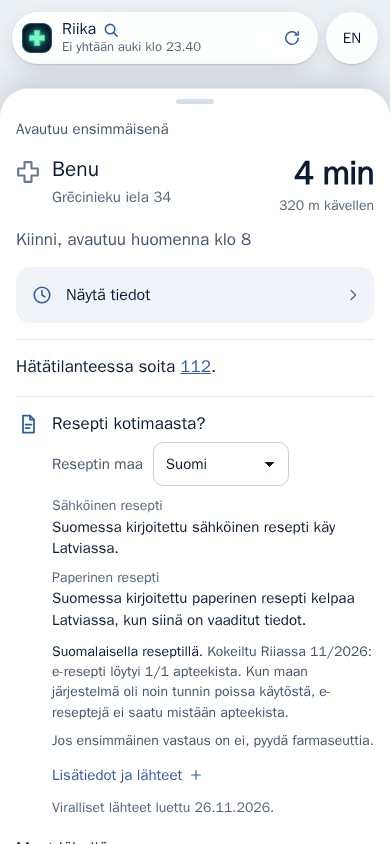 Riika
Ei yhtään auki klo 23.40
EN
Avautuu ensimmäisenä
Benu
4 min
Grēcinieku iela 34
320 m kävellen
Kiinni, avautuu huomenna klo 8
Näytä tiedot
Hätätilanteessa soita 112.
Resepti kotimaasta?
Reseptin maa
Suomi
Sähköinen resepti
Suomessa kirjoitettu sähköinen resepti käy
Latviassa.
Paperinen resepti
Suomessa kirjoitettu paperinen resepti kelpaa
Latviassa, kun siinä on vaaditut tiedot.
Suomalaisella reseptillä. Kokeiltu Riiassa 11/2026:
e-resepti löytyi 1/1 apteekista. Kun maan
järjestelmä oli noin tunnin poissa käytöstä, e-
reseptejä ei saatu mistään apteekista.
Jos ensimmäinen vastaus on ei, pyydä farmaseuttia.
Lisätiedot ja lähteet
Viralliset lähteet luettu 26.11.2026.